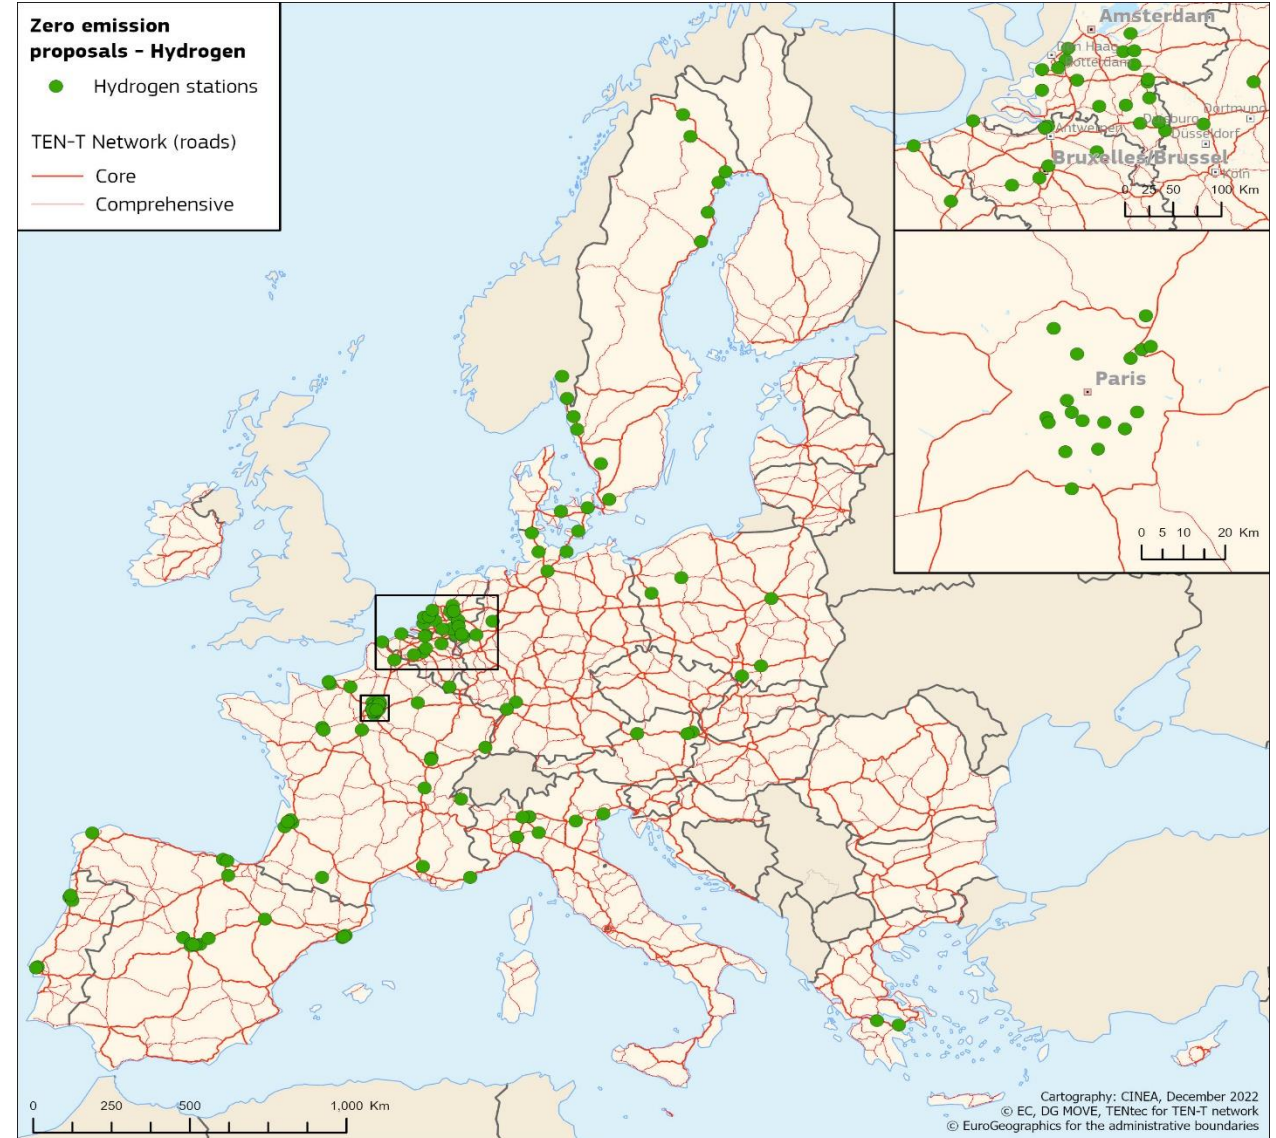 Zero emission
proposals - Hydrogen
Hydrogen stations
TEN-T Network (roads)
Core
Comprehensive
Amsterdam
Den Haag
Rotterdam
Dortmund
Duisburg
Antwerpen
Düsseldorf
Bruxelles/Brussel
Köln
0 25 50 100 Km
Paris
0 5 10 20 Km
0 250 500 1,000 Km
Cartography: CINEA, December 2022
© EC, DG MOVE, TENtec for TEN-T network
© EuroGeographics for the administrative boundaries